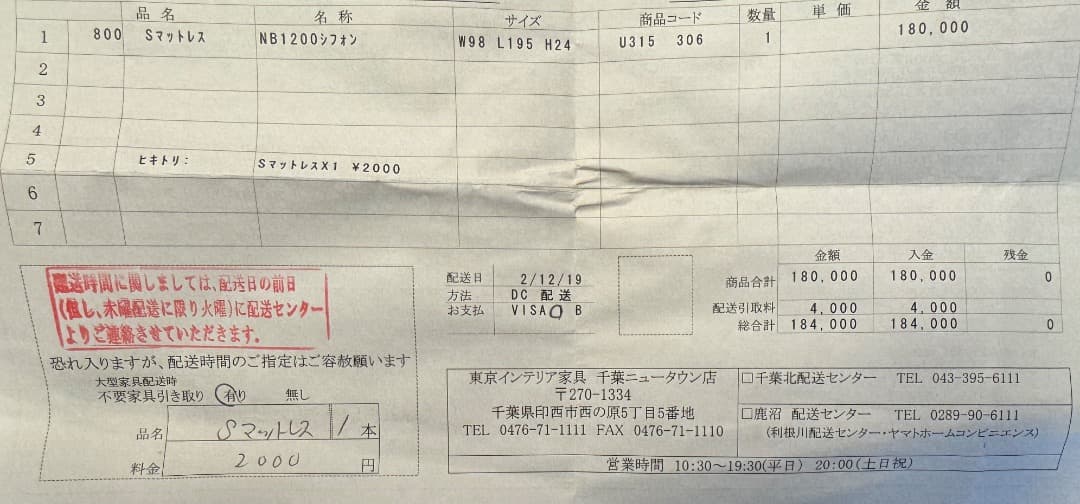 品 名 名 称 サイズ 商品コード 数量 単 価 金 額
1 800 Sマットレス NB1200シフォン W98 L195 H24 U315 306 1 180,000
2
3
4
5 ヒキトリ: SマットレスX1 ¥2000
6
7
金額 入金 残金
商品合計 180,000 180,000 0
配送引取料 4,000 4,000
総合計 184,000 184,000 0
配送日 2/12/19
方法 DC 配送
お支払 VISA B
配送時間に関しましては、配送日の前日
(但し、木曜配送に限り火曜)に配送センター
よりご連絡させていただきます。
恐れ入りますが、配送時間のご指定はご容赦願います
大型家具配送時
不要家具引き取り 有り 無し
品名 Sマットレス 1 本
料金 2000 円
東京インテリア家具 千葉ニュータウン店
〒270-1334
千葉県印西市西の原5丁目5番地
TEL 0476-71-1111 FAX 0476-71-1110
□千葉北配送センター TEL 043-395-6111
□鹿沼 配送センター TEL 0289-90-6111
(利根川配送センター・ヤマトホームコンビニエンス)
営業時間 10:30~19:30(平日) 20:00(土日祝)